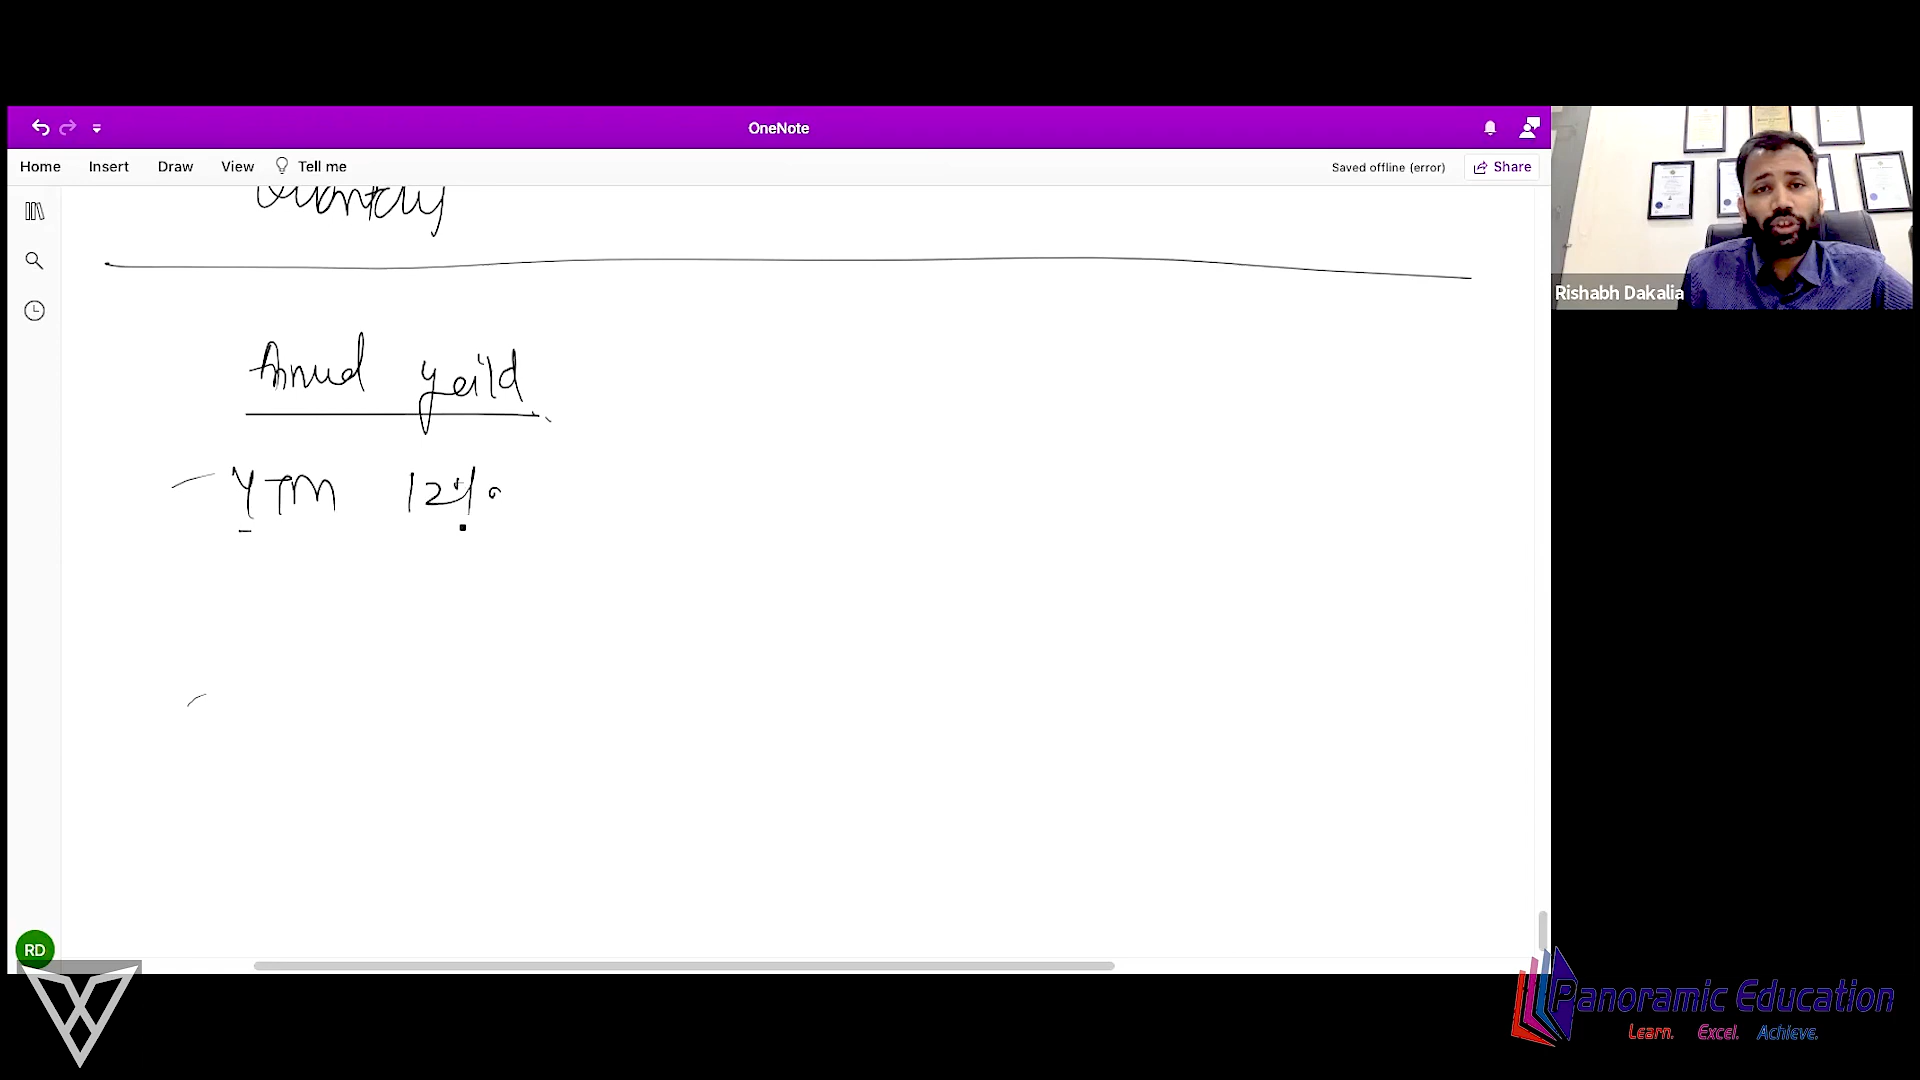 OneNote
Home Insert Draw View Tell me Saved offline (error) Share
Rishabh Dakalia
Annual yeild
YTM 12%
RD
Panoramic Education
Learn. Excel. Achieve.